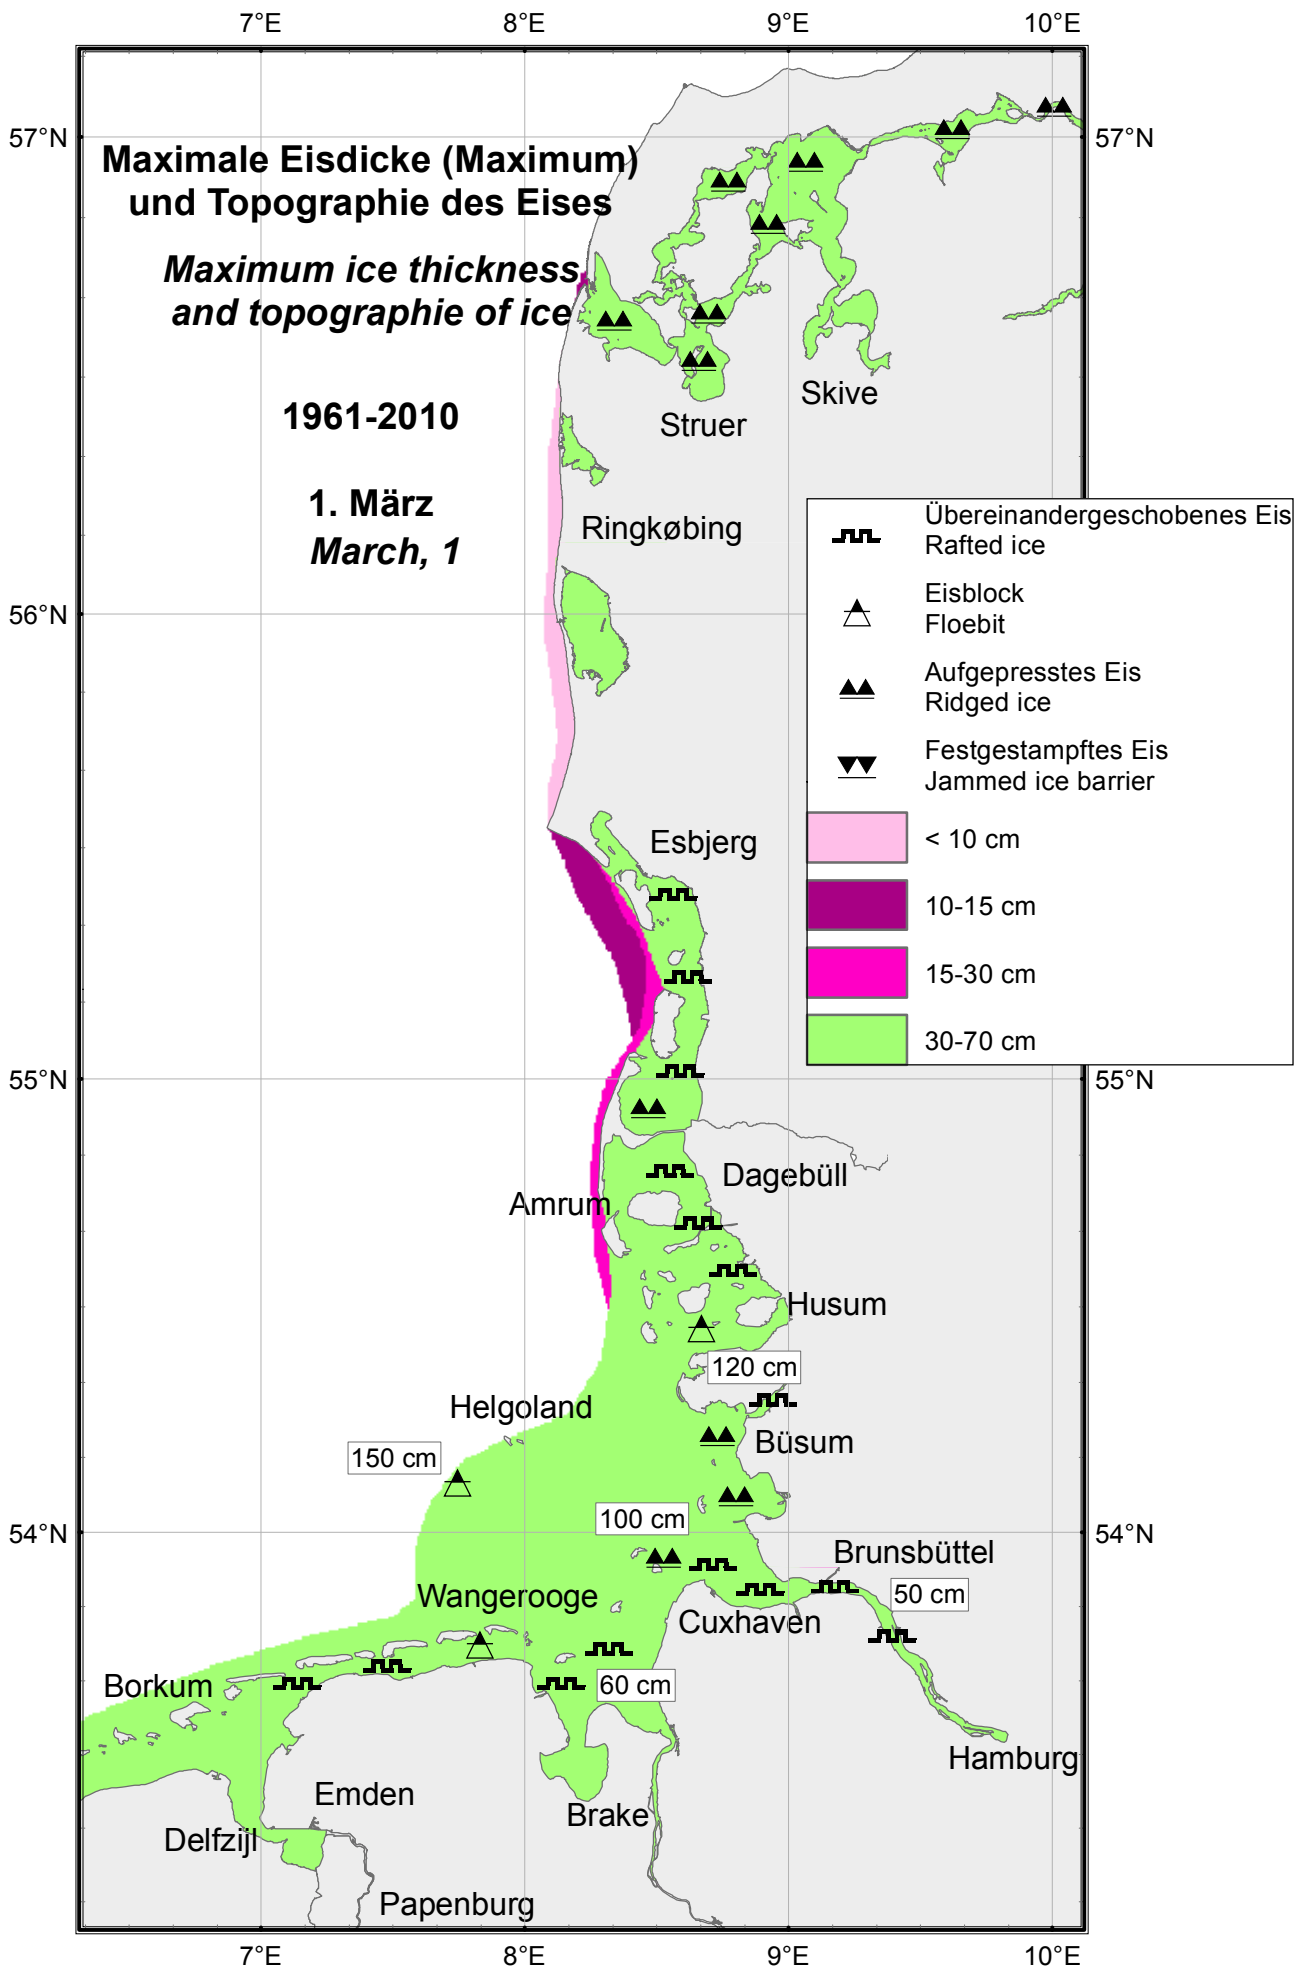 7°E 8°E 9°E 10°E
57°N 57°N
Maximale Eisdicke (Maximum)
und Topographie des Eises
Maximum ice thickness
and topographie of ice
1961-2010
1. März
March, 1
Skive
Struer
Ringkøbing
Übereinandergeschobenes Eis
Rafted ice
Eisblock
Floebit
Aufgepresstes Eis
Ridged ice
Festgestampftes Eis
Jammed ice barrier
< 10 cm
10-15 cm
15-30 cm
30-70 cm
56°N
Esbjerg
55°N 55°N
Dagebüll
Amrum
Husum
120 cm
Helgoland
Büsum
150 cm
100 cm
54°N 54°N
Brunsbüttel
50 cm
Wangerooge
Cuxhaven
Borkum
60 cm
Hamburg
Emden
Brake
Delfzijl
Papenburg
7°E 8°E 9°E 10°E